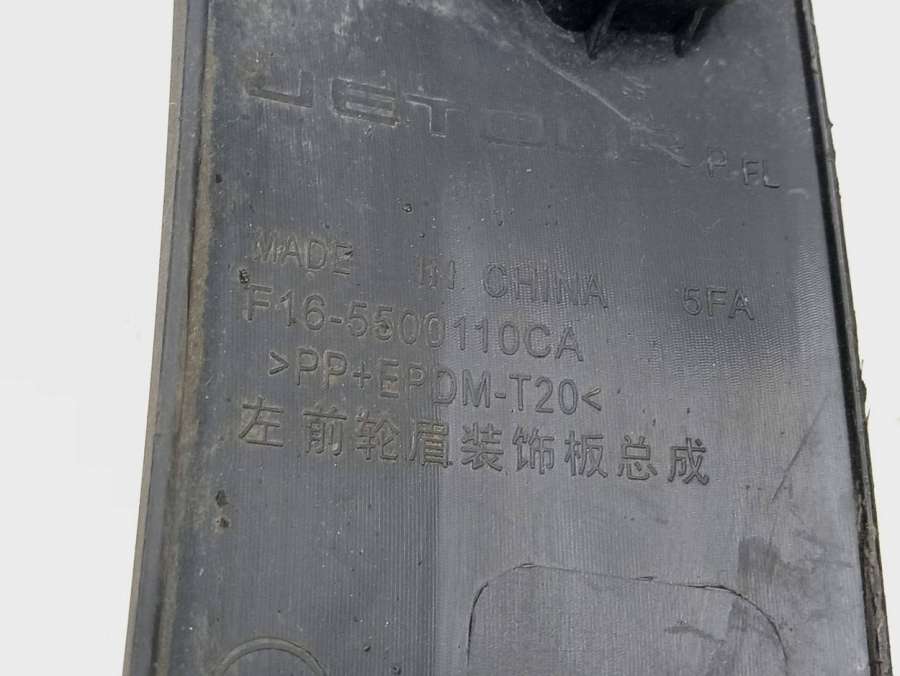 JETOUR P FL
MADE IN CHINA 5FA
F16-5500110CA
>PP+EPDM-T20<
左前轮眉装饰板总成